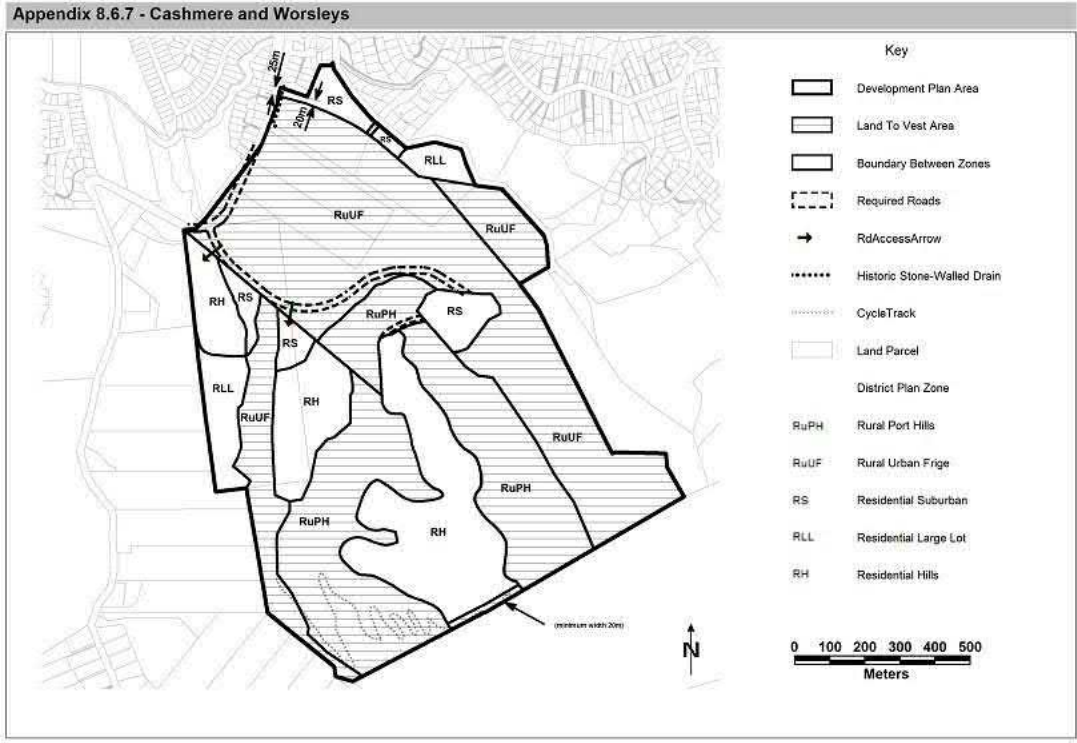 Appendix 8.6.7 - Cashmere and Worsleys
25m
20m
RS
RS
RLL
RuUF
RuUF
RH
RS
RuPH
RS
RS
RLL
RH
RuUF
RuUF
RuPH
RuPH
RH
(minimum width 20m)
N
Key
Development Plan Area
Land To Vest Area
Boundary Between Zones
Required Roads
RdAccessArrow
Historic Stone-Walled Drain
CycleTrack
Land Parcel
District Plan Zone
RuPH Rural Port Hills
RuUF Rural Urban Frige
RS Residential Suburban
RLL Residential Large Lot
RH Residential Hills
0 100 200 300 400 500
Meters